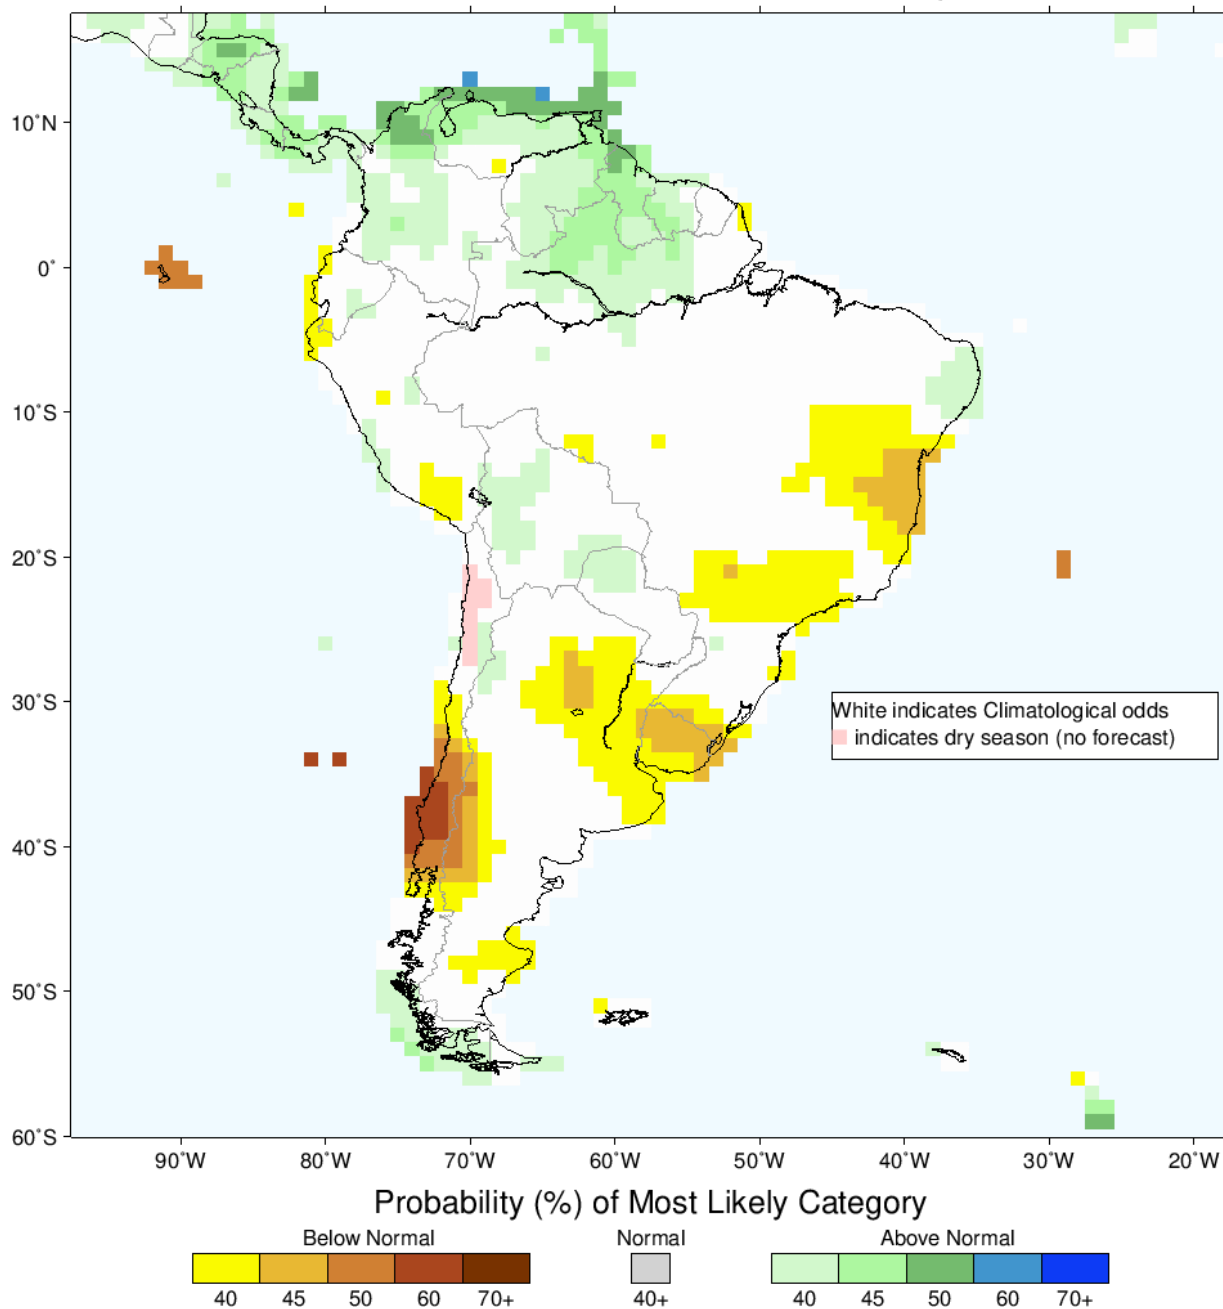 10°N
0°
10°S
20°S
30°S
40°S
50°S
60°S
White indicates Climatological odds
indicates dry season (no forecast)
90°W 80°W 70°W 60°W 50°W 40°W 30°W 20°W
Probability (%) of Most Likely Category
Below Normal Normal Above Normal
40 45 50 60 70+ 40+ 40 45 50 60 70+